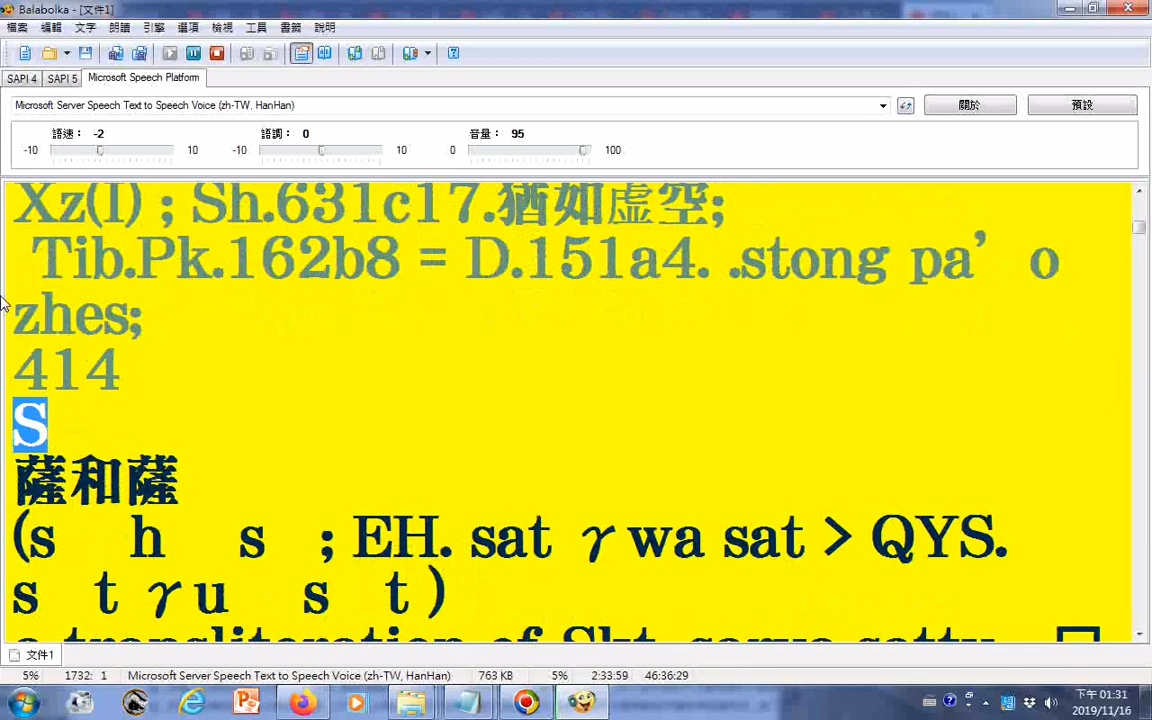 Balabolka - [文件1]
檔案 編輯 文字 朗讀 引擎 選項 檢視 工具 書籤 說明
SAPI 4 SAPI 5 Microsoft Speech Platform
Microsoft Server Speech Text to Speech Voice (zh-TW, HanHan) 關於 預設
語速： -2 語調： 0 音量： 95
-10 10 -10 10 0 100
Xz(I) ; Sh.631c17.猶如虛空;
Tib.Pk.162b8 = D.151a4. .stong pa’ o
zhes;
414
S
薩和薩
(s h s ; EH. sat γ wa sat > QYS.
s t γ u s t )
文件1
5% 1732: 1 Microsoft Server Speech Text to Speech Voice (zh-TW, HanHan) 763 KB 5% 2:33:59 46:36:29
下午 01:31
2019/11/16